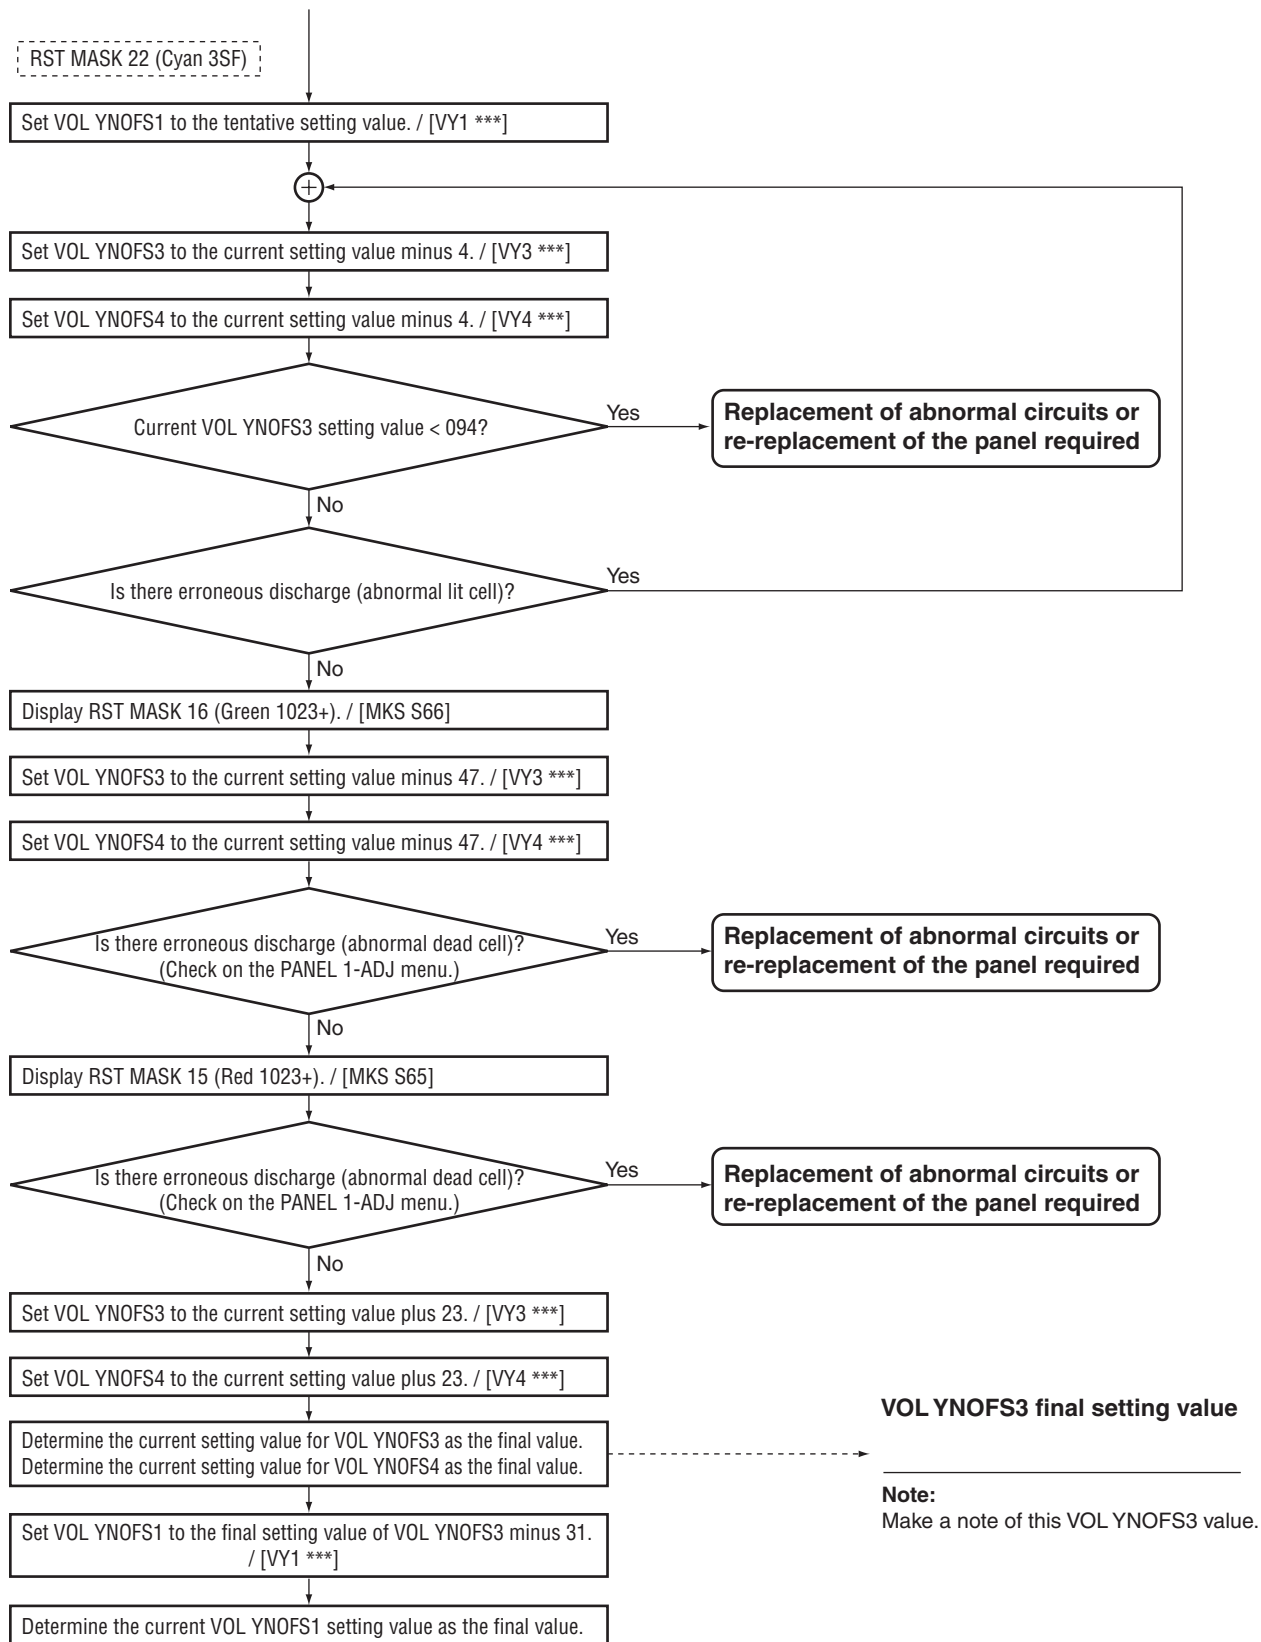 RST MASK 22 (Cyan 3SF)
Set VOL YNOFS1 to the tentative setting value. / [VY1 ***]
Set VOL YNOFS3 to the current setting value minus 4. / [VY3 ***]
Set VOL YNOFS4 to the current setting value minus 4. / [VY4 ***]
Current VOL YNOFS3 setting value < 094?
Yes
Replacement of abnormal circuits or
re-replacement of the panel required
No
Is there erroneous discharge (abnormal lit cell)?
Yes
No
Display RST MASK 16 (Green 1023+). / [MKS S66]
Set VOL YNOFS3 to the current setting value minus 47. / [VY3 ***]
Set VOL YNOFS4 to the current setting value minus 47. / [VY4 ***]
Is there erroneous discharge (abnormal dead cell)?
(Check on the PANEL 1-ADJ menu.)
Yes
Replacement of abnormal circuits or
re-replacement of the panel required
No
Display RST MASK 15 (Red 1023+). / [MKS S65]
Is there erroneous discharge (abnormal dead cell)?
(Check on the PANEL 1-ADJ menu.)
Yes
Replacement of abnormal circuits or
re-replacement of the panel required
No
Set VOL YNOFS3 to the current setting value plus 23. / [VY3 ***]
Set VOL YNOFS4 to the current setting value plus 23. / [VY4 ***]
Determine the current setting value for VOL YNOFS3 as the final value.
Determine the current setting value for VOL YNOFS4 as the final value.
VOL YNOFS3 final setting value
Note:
Make a note of this VOL YNOFS3 value.
Set VOL YNOFS1 to the final setting value of VOL YNOFS3 minus 31.
/ [VY1 ***]
Determine the current VOL YNOFS1 setting value as the final value.